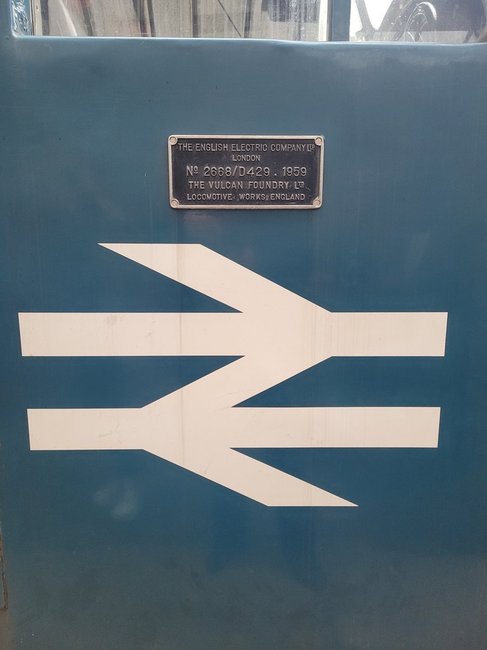 THE ENGLISH ELECTRIC COMPANY LTD
LONDON
No 2668/D429 . 1959
THE VULCAN FOUNDRY LTD
LOCOMOTIVE WORKS, ENGLAND